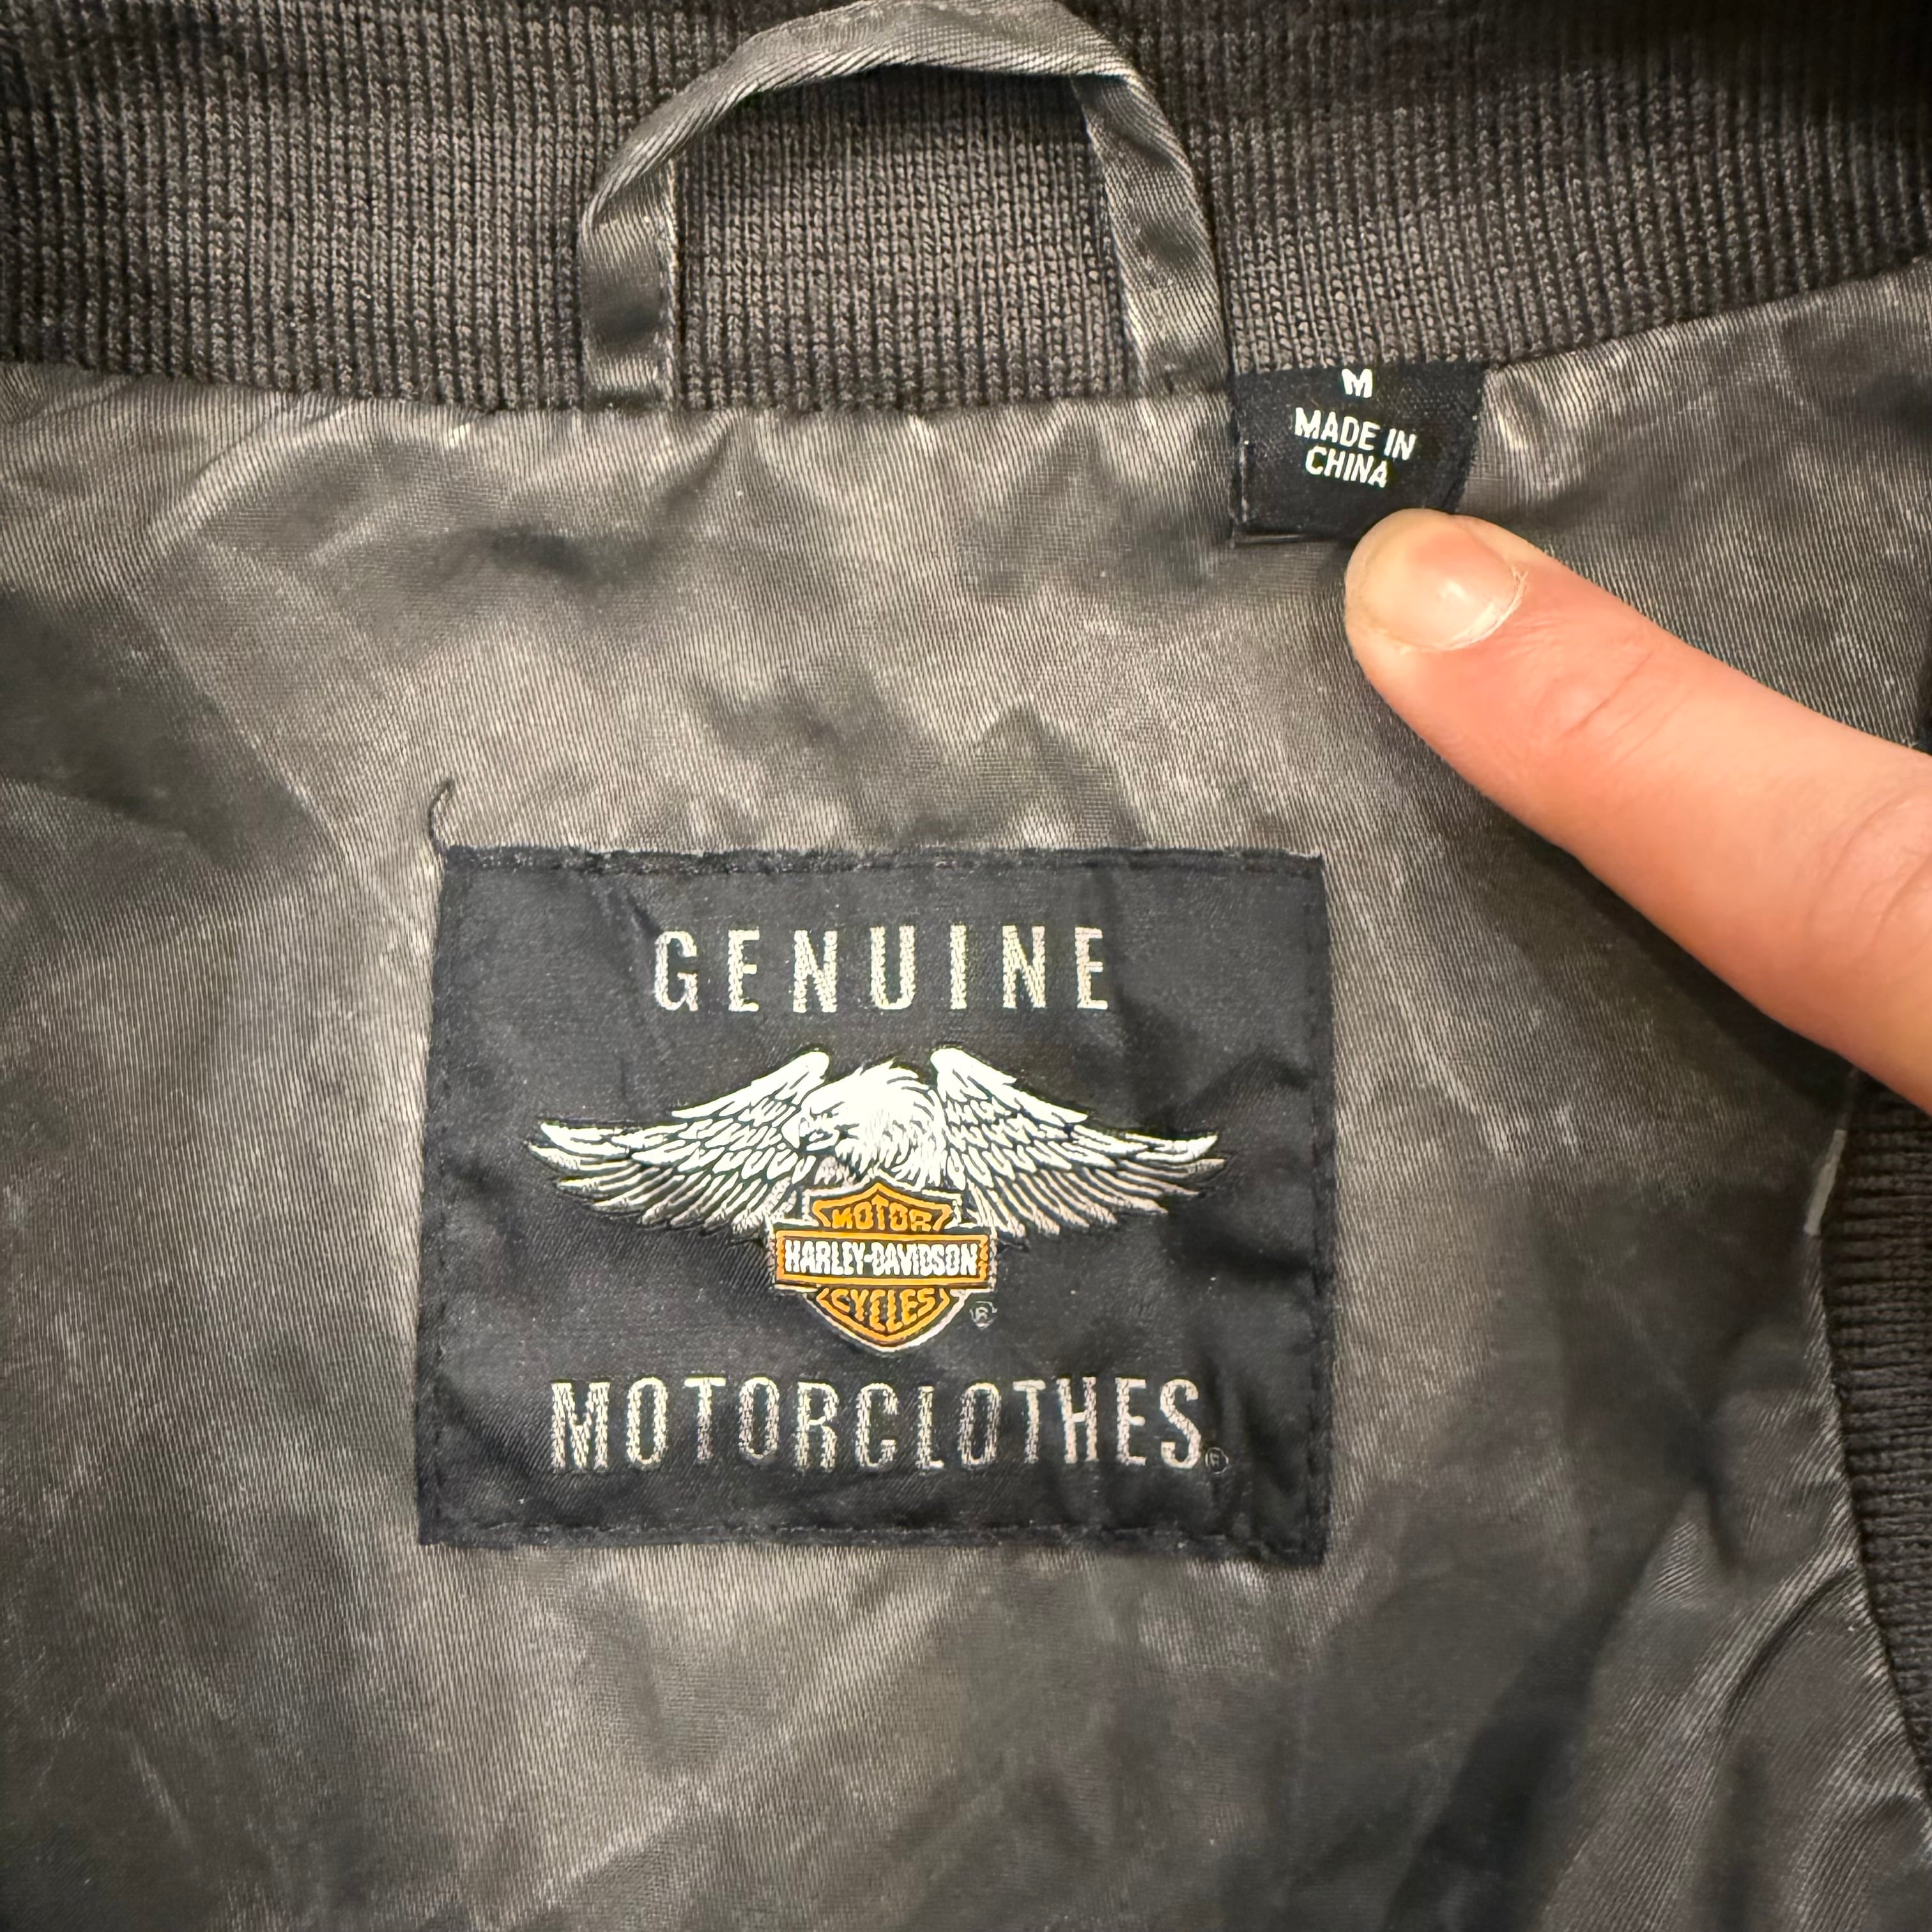 M
MADE IN
CHINA
GENUINE
MOTOR
HARLEY-DAVIDSON
CYCLES
®
MOTORCLOTHES®